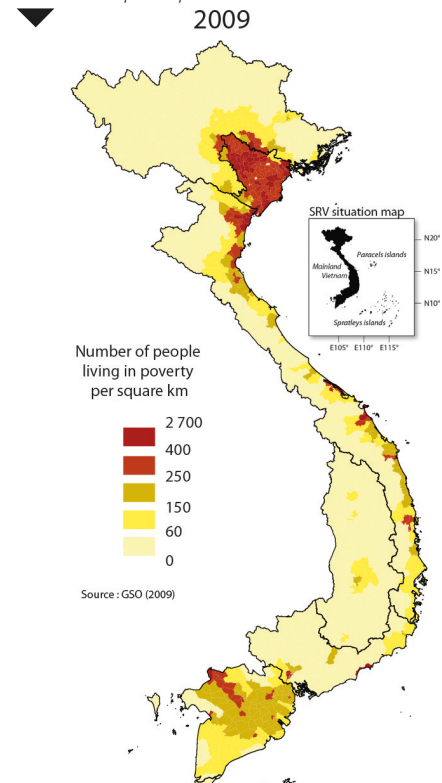 2009
SRV situation map
N20°
Paracels islands
Mainland
Vietnam
N15°
N10°
Spratleys islands
E105° E110° E115°
Number of people
living in poverty
per square km
2 700
400
250
150
60
0
Source : GSO (2009)